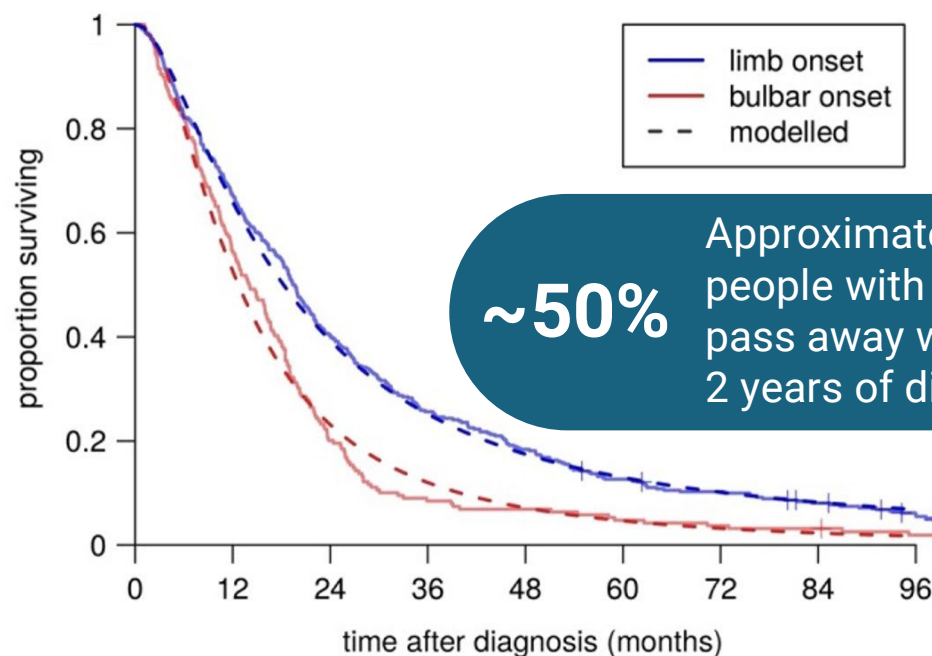 1
0.8
0.6
0.4
0.2
0
proportion surviving
limb onset
bulbar onset
modelled
~50%
people with
pass away
2 years of
0 12 24 36 48 60 72 84 96
time after diagnosis (months)